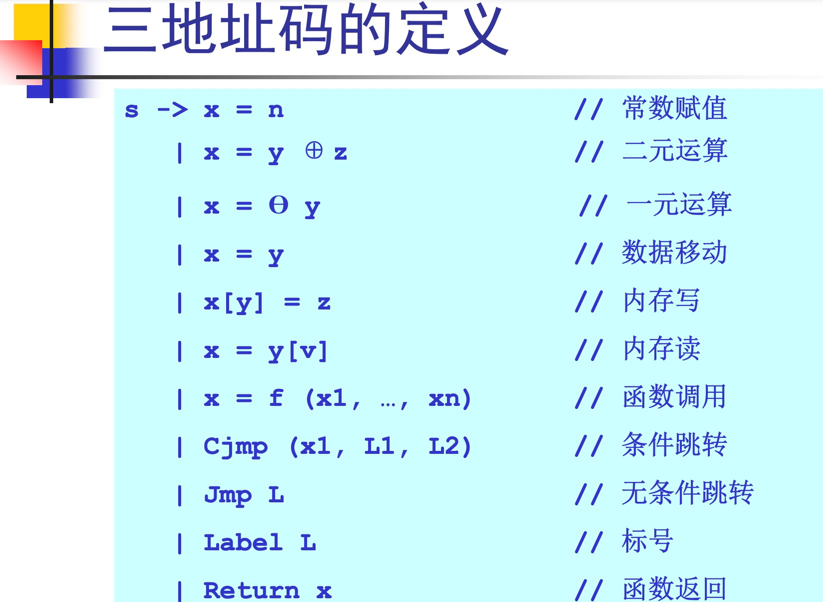 三地址码的定义
s -> x = n // 常数赋值
| x = y ⊕ z // 二元运算
| x = Ө y // 一元运算
| x = y // 数据移动
| x[y] = z // 内存写
| x = y[v] // 内存读
| x = f (x1, …, xn) // 函数调用
| Cjmp (x1, L1, L2) // 条件跳转
| Jmp L // 无条件跳转
| Label L // 标号
| Return x // 函数返回